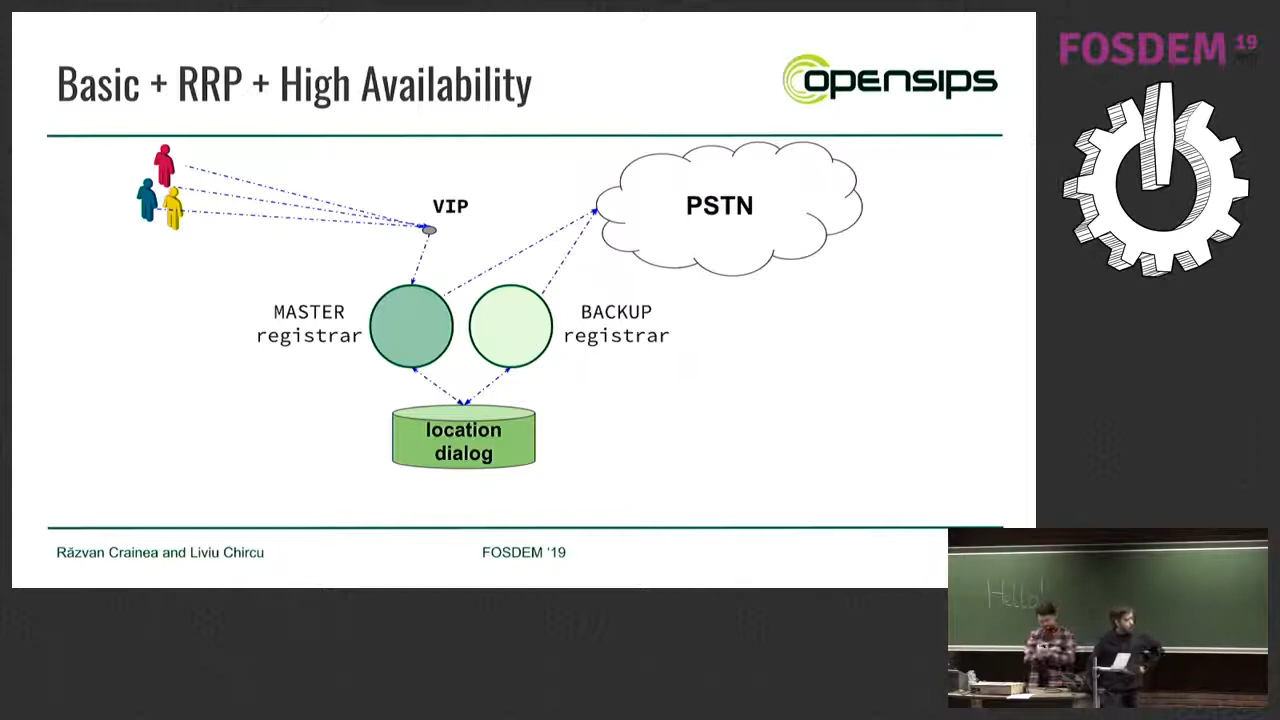 Basic + RRP + High Availability
opensips
FOSDEM 19
VIP
PSTN
MASTER
registrar
BACKUP
registrar
location
dialog
Răzvan Crainea and Liviu Chircu
FOSDEM '19
Hello!